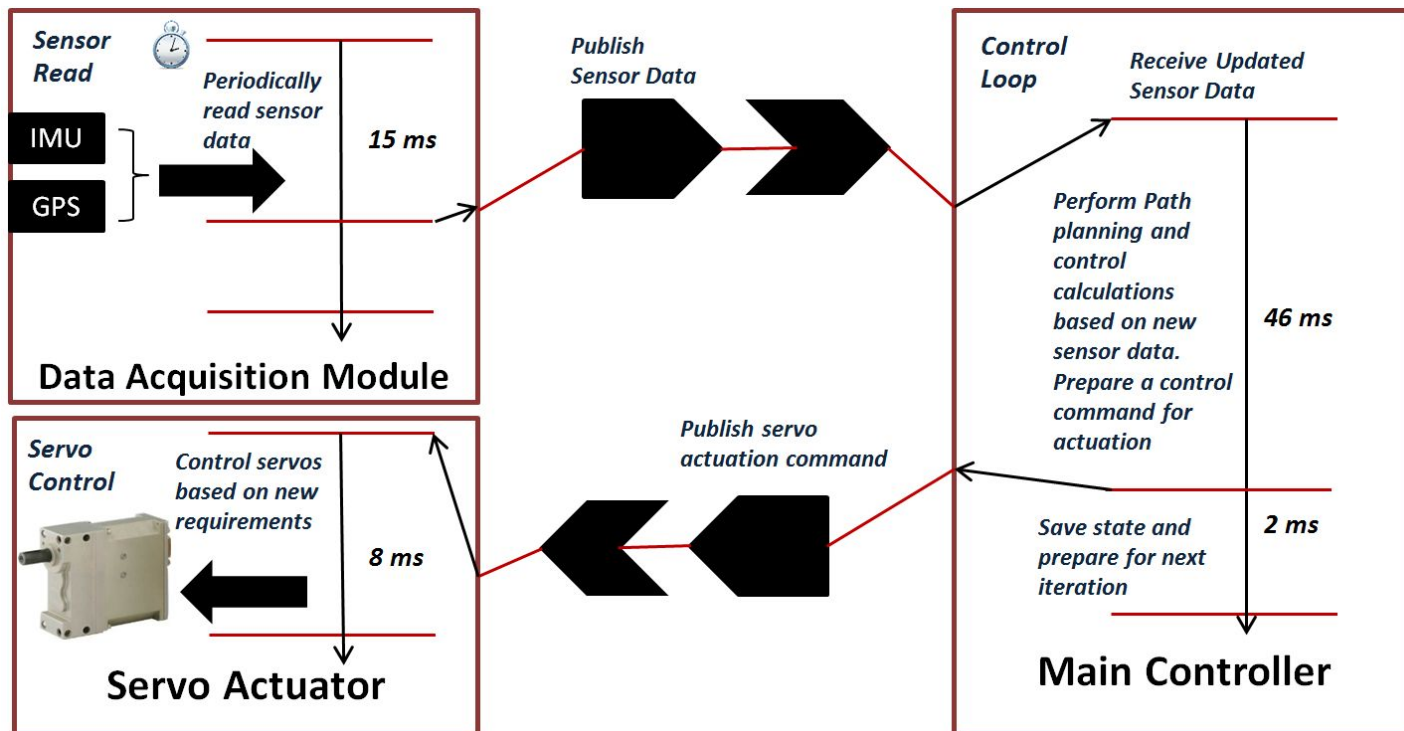 Sensor
Read
Periodically
read sensor
data
IMU
GPS
15 ms
Data Acquisition Module
Publish
Sensor Data
Control
Loop
Receive Updated
Sensor Data
Perform Path
planning and
control
calculations
based on new
sensor data.
Prepare a control
command for
actuation
46 ms
Save state and
prepare for next
iteration
2 ms
Main Controller
Publish servo
actuation command
Servo
Control
Control servos
based on new
requirements
8 ms
Servo Actuator